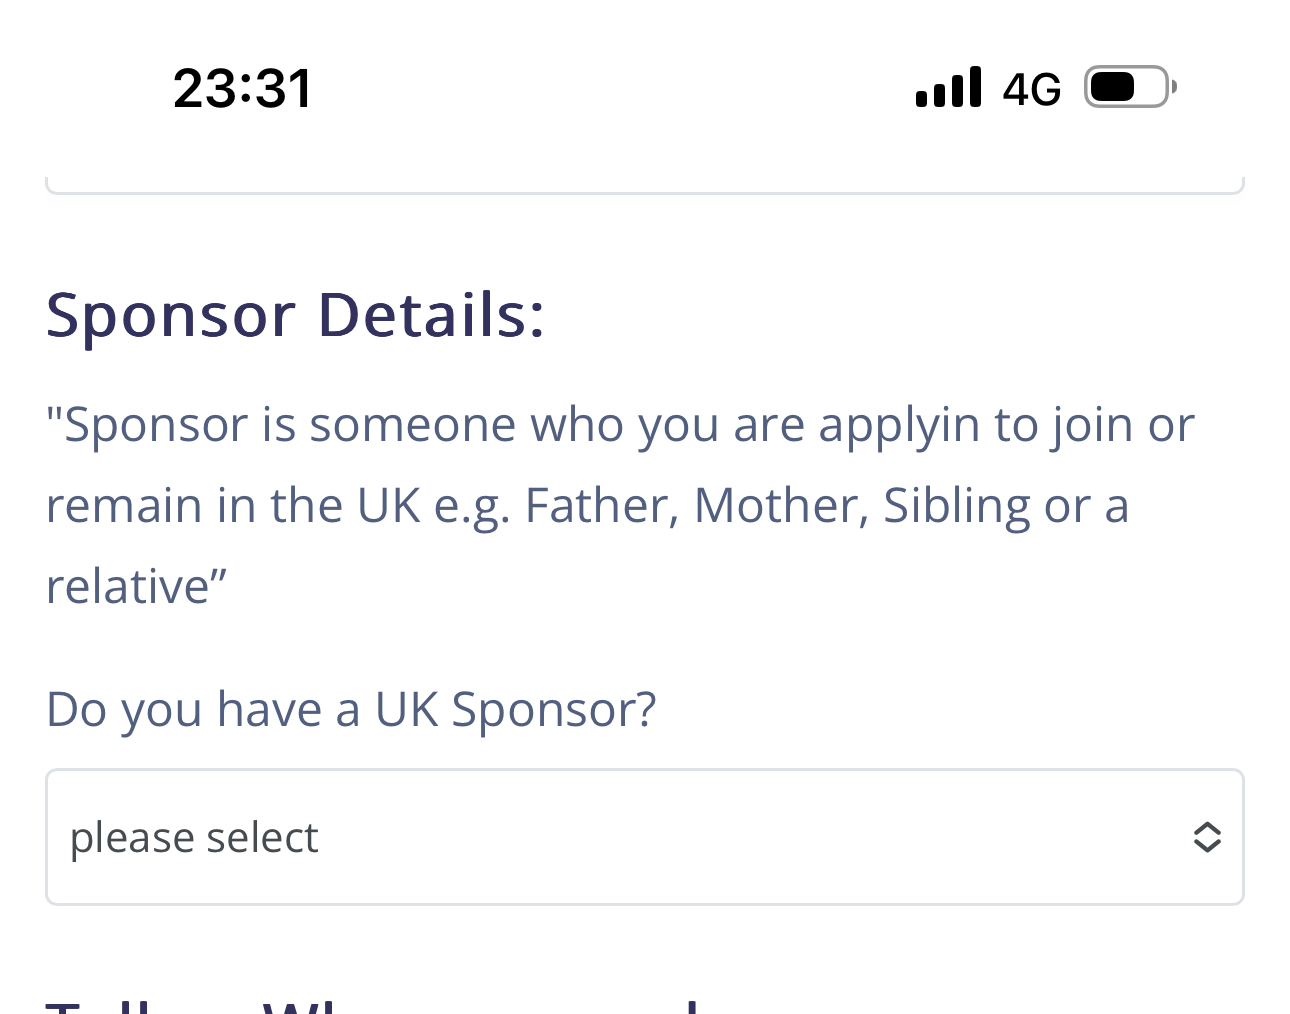 23:31 4G
Sponsor Details:
"Sponsor is someone who you are applyin to join or
remain in the UK e.g. Father, Mother, Sibling or a
relative”
Do you have a UK Sponsor?
please select